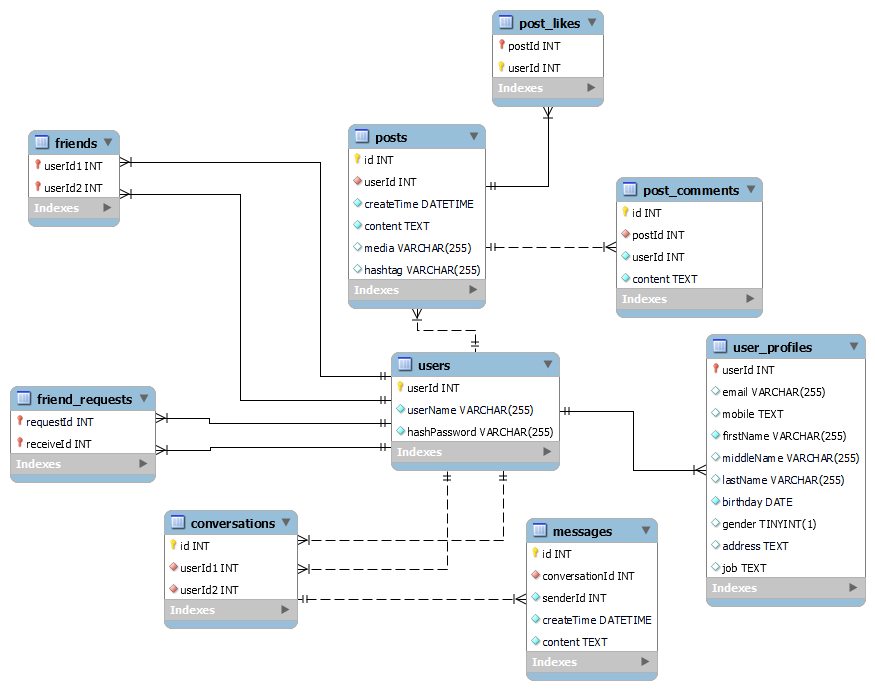 post_likes
postId INT
userId INT
Indexes
posts
id INT
userId INT
createTime DATETIME
content TEXT
media VARCHAR(255)
hashtag VARCHAR(255)
Indexes
friends
userId1 INT
userId2 INT
Indexes
post_comments
id INT
postId INT
userId INT
content TEXT
Indexes
users
userId INT
userName VARCHAR(255)
hashPassword VARCHAR(255)
Indexes
user_profiles
userId INT
email VARCHAR(255)
mobile TEXT
firstName VARCHAR(255)
middleName VARCHAR(255)
lastName VARCHAR(255)
birthday DATE
gender TINYINT(1)
address TEXT
job TEXT
Indexes
friend_requests
requestId INT
receiveId INT
Indexes
conversations
id INT
userId1 INT
userId2 INT
Indexes
messages
id INT
conversationId INT
senderId INT
createTime DATETIME
content TEXT
Indexes